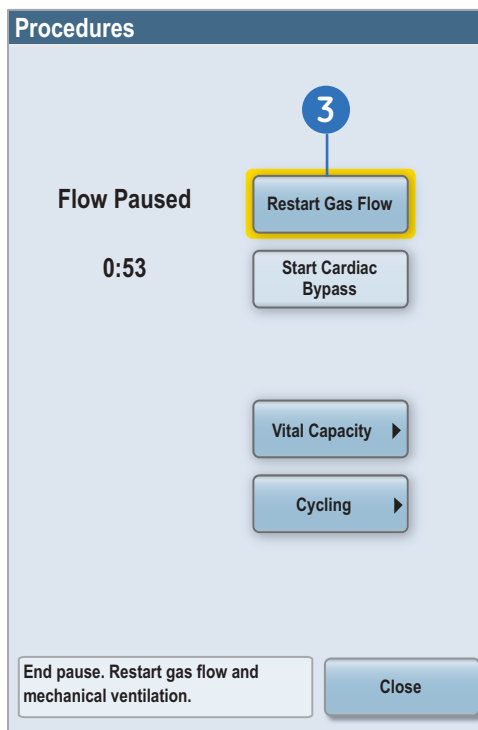 Procedures
3
Flow Paused
Restart Gas Flow
0:53
Start Cardiac
Bypass
Vital Capacity
Cycling
End pause. Restart gas flow and
mechanical ventilation.
Close